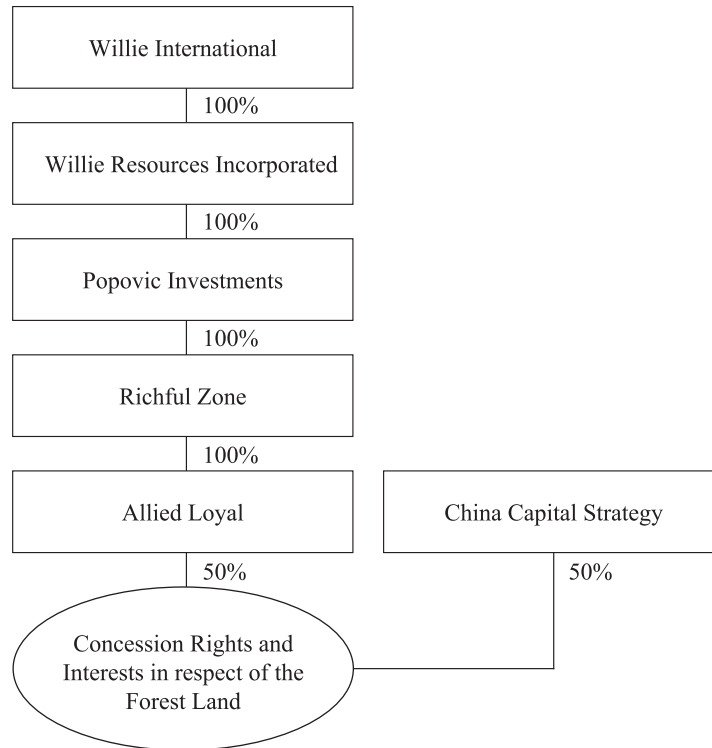 Willie International
100%
Willie Resources Incorporated
100%
Popovic Investments
100%
Richful Zone
100%
Allied Loyal
China Capital Strategy
50%
50%
Concession Rights and
Interests in respect of the
Forest Land